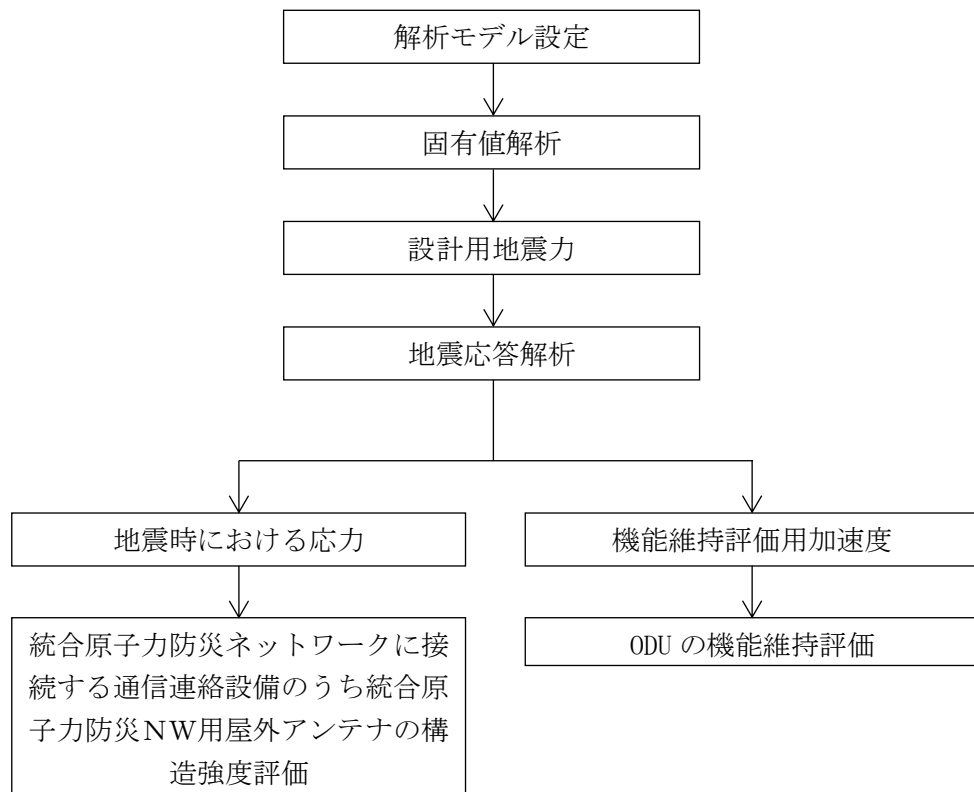 解析モデル設定
固有値解析
設計用地震力
地震応答解析
地震時における応力
機能維持評価用加速度
統合原子力防災ネットワークに接
続する通信連絡設備のうち統合原
子力防災ＮＷ用屋外アンテナの構
造強度評価
ODU の機能維持評価